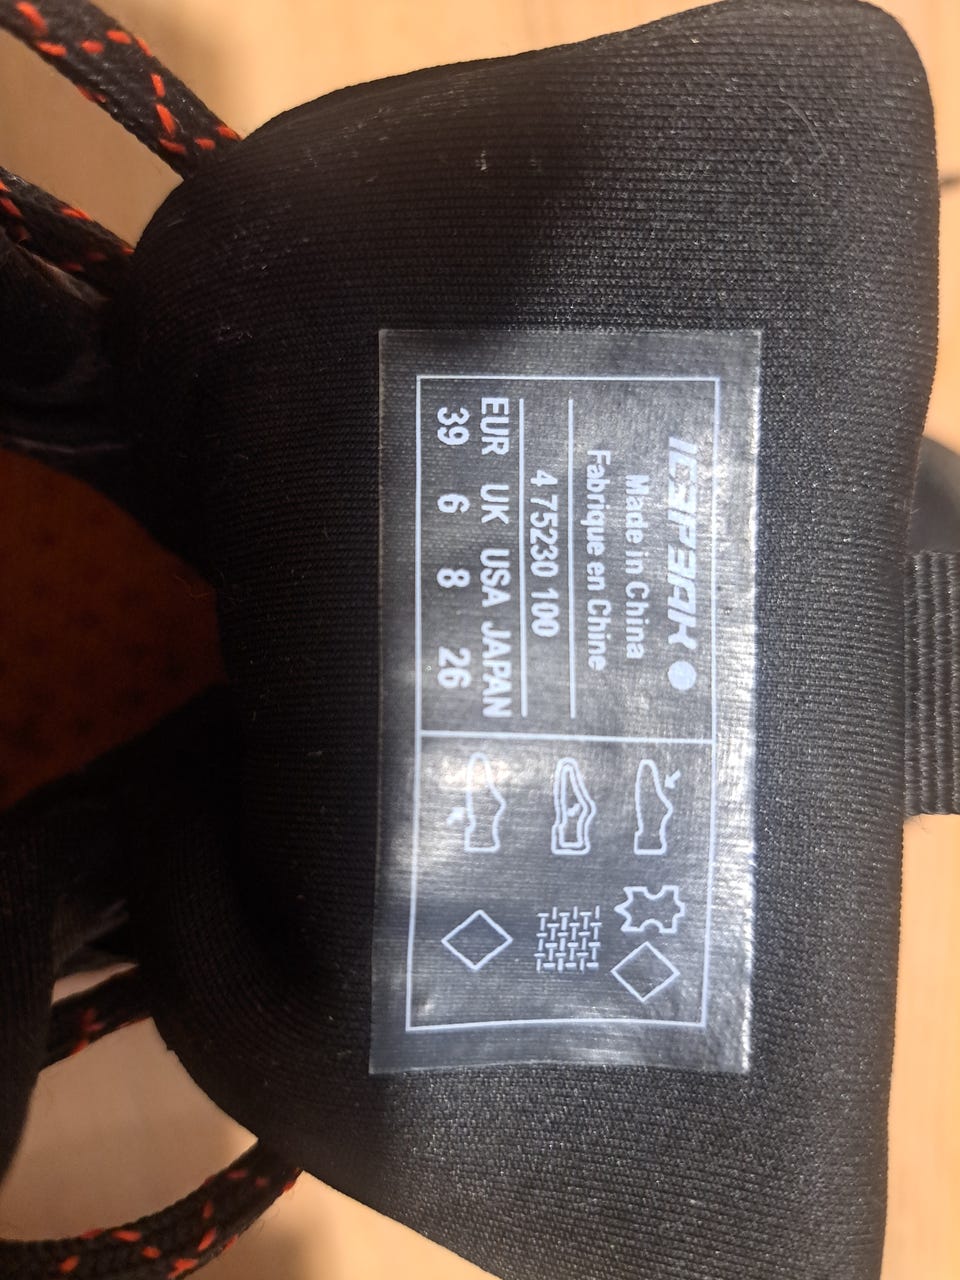 ICEPEAK
Made in China
Fabrique en Chine
4 75230 100
EUR UK USA JAPAN
39 6 8 26